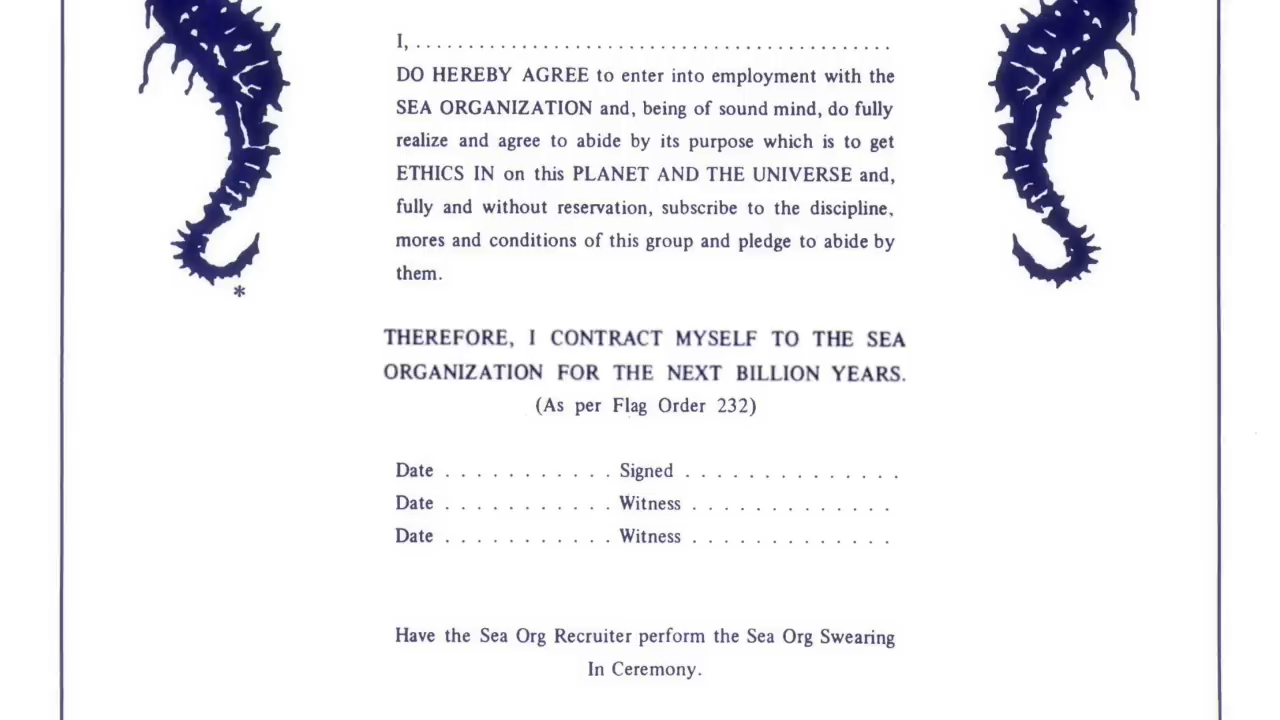 I, ............................................
DO HEREBY AGREE to enter into employment with the
SEA ORGANIZATION and, being of sound mind, do fully
realize and agree to abide by its purpose which is to get
ETHICS IN on this PLANET AND THE UNIVERSE and,
fully and without reservation, subscribe to the discipline,
mores and conditions of this group and pledge to abide by
them.
*
THEREFORE, I CONTRACT MYSELF TO THE SEA
ORGANIZATION FOR THE NEXT BILLION YEARS.
(As per Flag Order 232)
Date . . . . . . . . . . . Signed . . . . . . . . . . . . . .
Date . . . . . . . . . . . Witness . . . . . . . . . . . . .
Date . . . . . . . . . . . Witness . . . . . . . . . . . . .
Have the Sea Org Recruiter perform the Sea Org Swearing
In Ceremony.